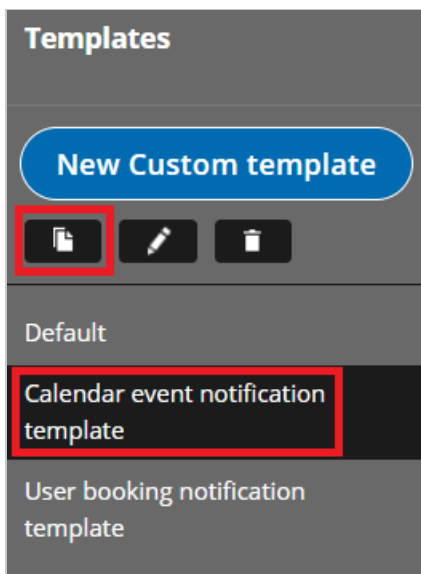 Templates
New Custom template
Default
Calendar event notification
template
User booking notification
template